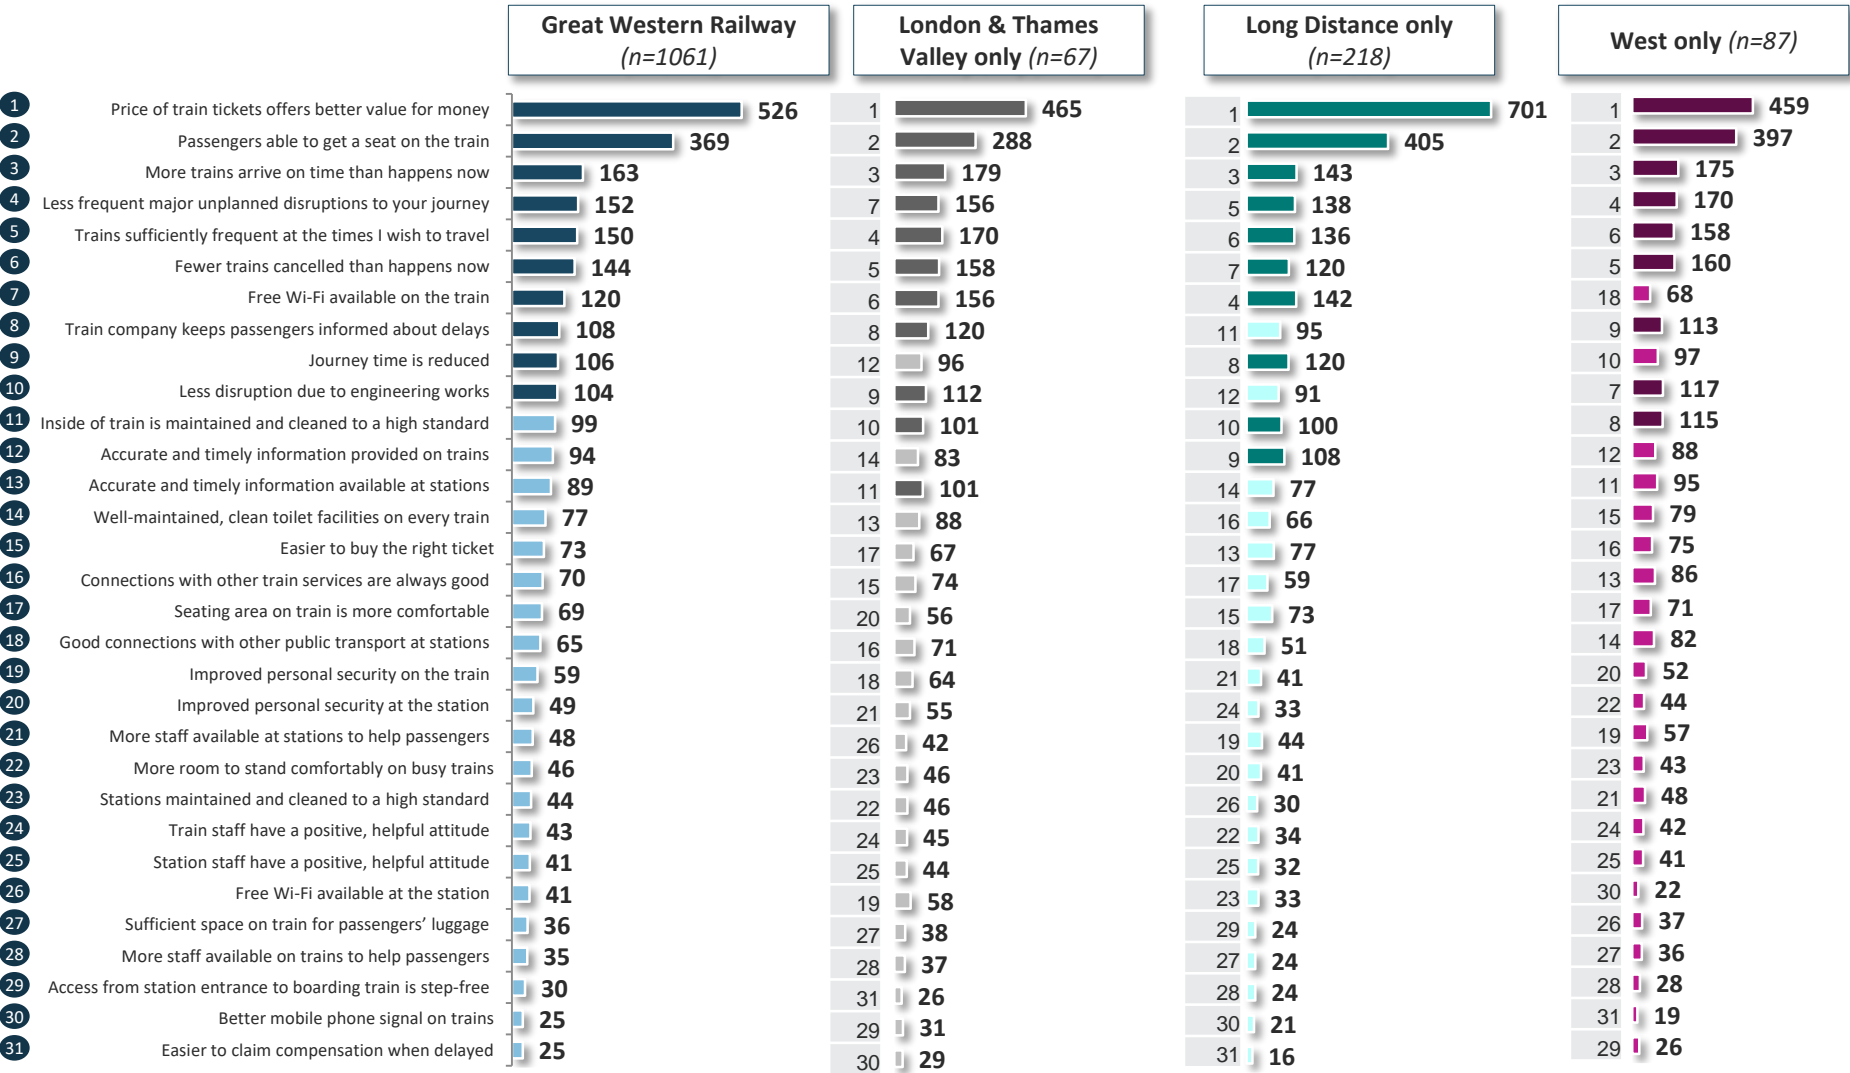 Great Western Railway
(n=1061)
London & Thames
Valley only (n=67)
Long Distance only
(n=218)
West only (n=87)
1 Price of train tickets offers better value for money 526 1 465 1 701 1 459
2 Passengers able to get a seat on the train 369 2 288 2 405 2 397
3 More trains arrive on time than happens now 163 3 179 3 143 3 175
4 Less frequent major unplanned disruptions to your journey 152 7 156 5 138 4 170
5 Trains sufficiently frequent at the times I wish to travel 150 4 170 6 136 6 158
6 Fewer trains cancelled than happens now 144 5 158 7 120 5 160
7 Free Wi-Fi available on the train 120 6 156 4 142 18 68
8 Train company keeps passengers informed about delays 108 8 120 11 95 9 113
9 Journey time is reduced 106 12 96 8 120 10 97
10 Less disruption due to engineering works 104 9 112 12 91 7 117
11 Inside of train is maintained and cleaned to a high standard 99 10 101 10 100 8 115
12 Accurate and timely information provided on trains 94 14 83 9 108 12 88
13 Accurate and timely information available at stations 89 11 101 14 77 11 95
14 Well-maintained, clean toilet facilities on every train 77 13 88 16 66 15 79
15 Easier to buy the right ticket 73 17 67 13 77 16 75
16 Connections with other train services are always good 70 15 74 17 59 13 86
17 Seating area on train is more comfortable 69 20 56 15 73 17 71
18 Good connections with other public transport at stations 65 16 71 18 51 14 82
19 Improved personal security on the train 59 18 64 21 41 20 52
20 Improved personal security at the station 49 21 55 24 33 22 44
21 More staff available at stations to help passengers 48 26 42 19 44 19 57
22 More room to stand comfortably on busy trains 46 23 46 20 41 23 43
23 Stations maintained and cleaned to a high standard 44 22 46 26 30 21 48
24 Train staff have a positive, helpful attitude 43 24 45 22 34 24 42
25 Station staff have a positive, helpful attitude 41 25 44 25 32 25 41
26 Free Wi-Fi available at the station 41 19 58 23 33 30 22
27 Sufficient space on train for passengers’ luggage 36 27 38 29 24 26 37
28 More staff available on trains to help passengers 35 28 37 27 24 27 36
29 Access from station entrance to boarding train is step-free 30 31 26 28 24 28 28
30 Better mobile phone signal on trains 25 29 31 30 21 31 19
31 Easier to claim compensation when delayed 25 30 29 31 16 29 26